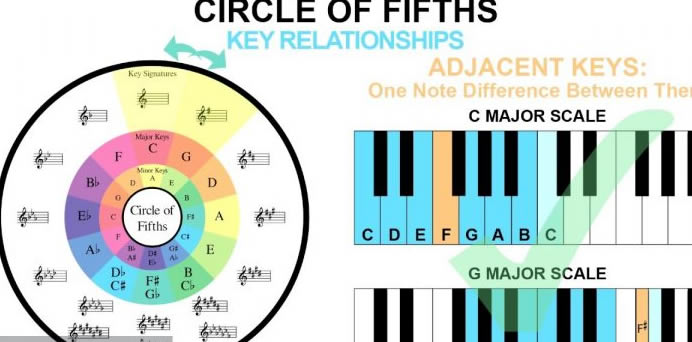 CIRCLE OF FIFTHS
KEY RELATIONSHIPS
ADJACENT KEYS:
One Note Difference Between
C MAJOR SCALE
C D E F G A B C
G MAJOR SCALE
F#
Key Signatures
Major Keys
C
G
D
A
E
B
C♭
F#
G♭
D♭
C#
A♭
E♭
B♭
F
Minor Keys
A
E
B
F#
C#
G#
A♭
D#
E♭
B♭
A#
F
C
G
D
Circle of
Fifths